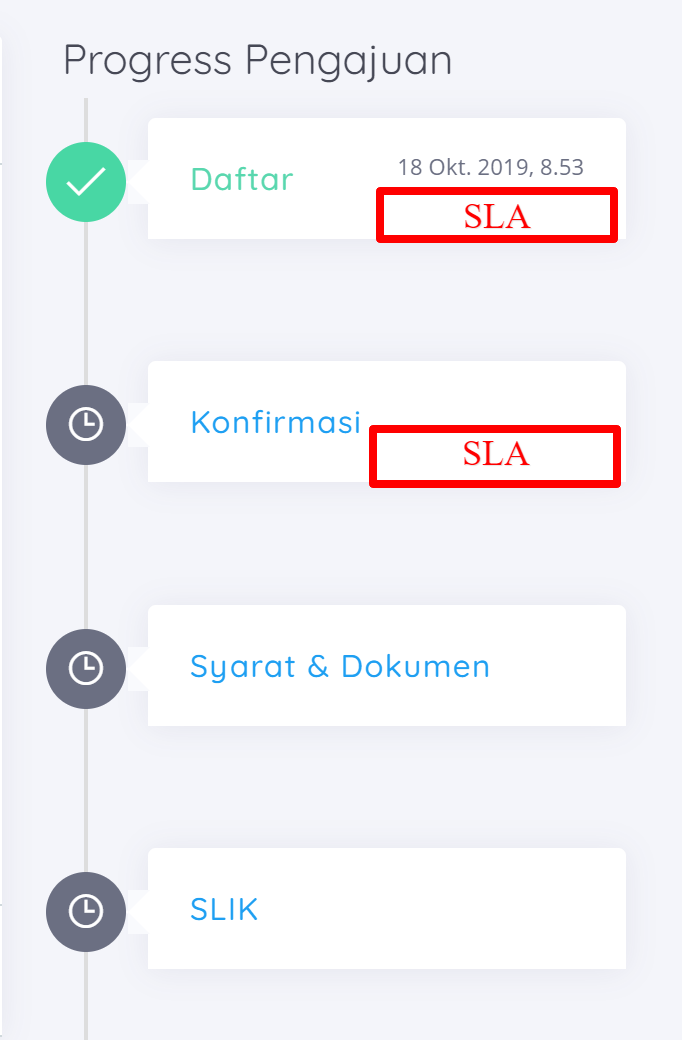 Progress Pengajuan
Daftar
18 Okt. 2019, 8.53
SLA
Konfirmasi
SLA
Syarat & Dokumen
SLIK